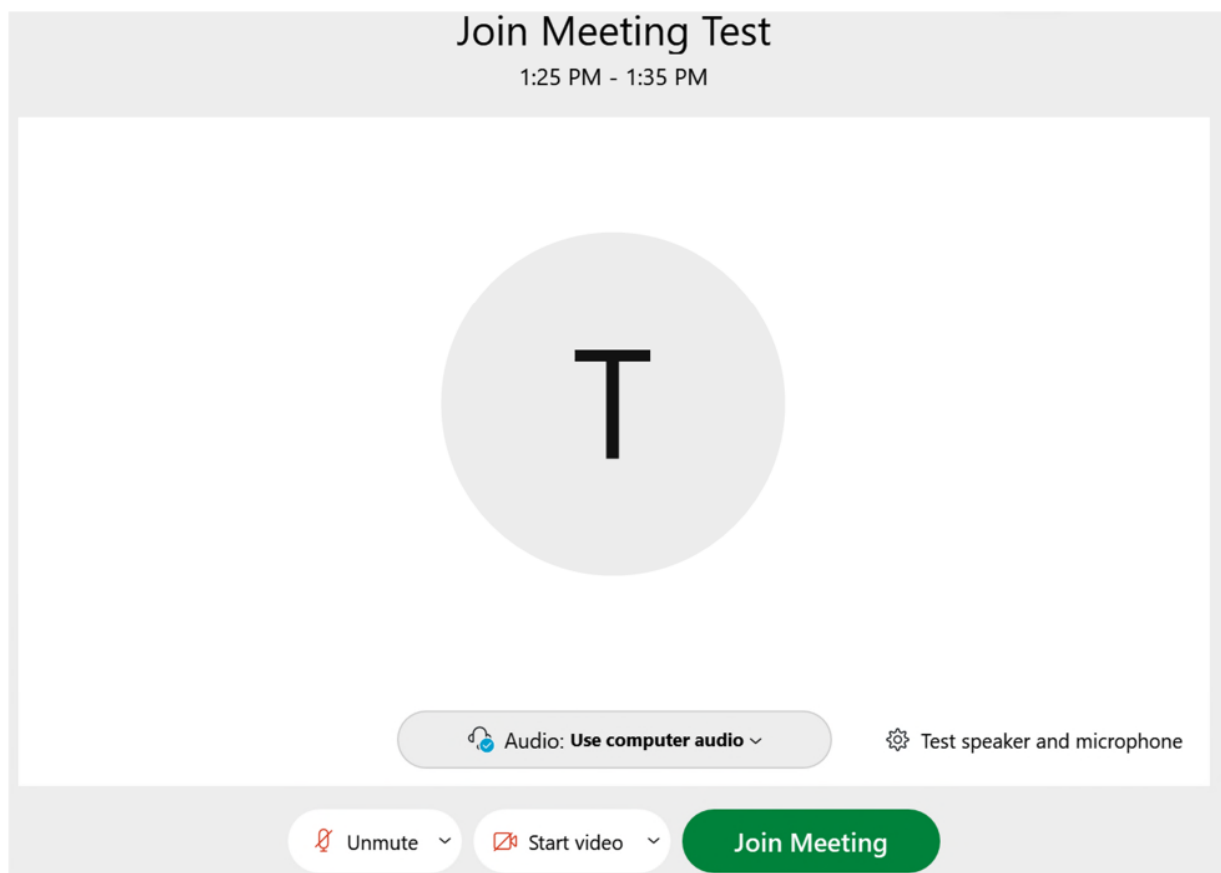 Join Meeting Test
1:25 PM - 1:35 PM
T
Audio: Use computer audio
Test speaker and microphone
Unmute
Start video
Join Meeting